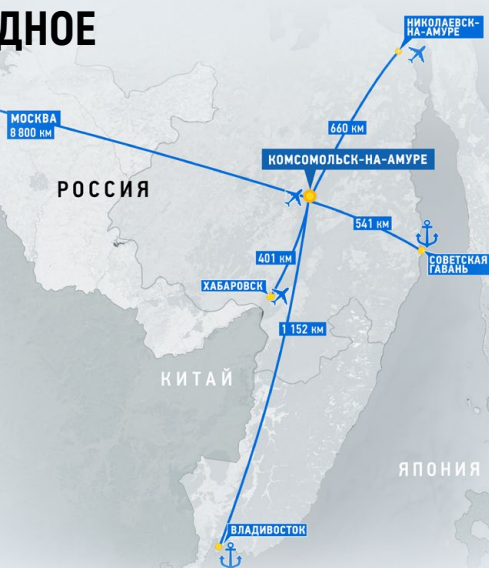 ДНОЕ
НИКОЛАЕВСК-
НА-АМУРЕ
МОСКВА
8 800 км
660 км
КОМСОМОЛЬСК-НА-АМУРЕ
РОССИЯ
541 км
401 км
СОВЕТСКАЯ
ГАВАНЬ
ХАБАРОВСК
1 152 км
КИТАЙ
ЯПОНИЯ
ВЛАДИВОСТОК